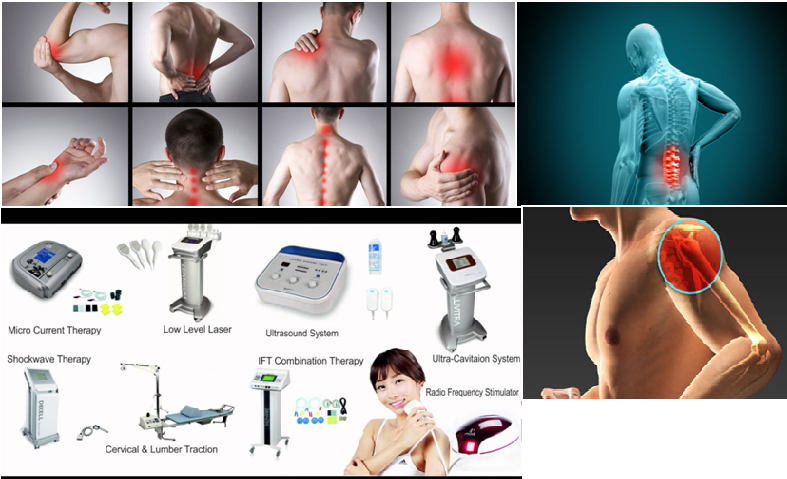 Micro Current Therapy
Low Level Laser
Ultrasound System
Ultra-Cavitaion System
Shockwave Therapy
IFT Combination Therapy
Radio Frequency Stimulator
Cervical & Lumber Traction